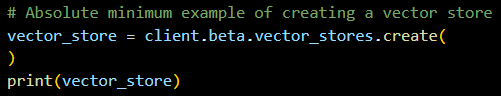 # Absolute minimum example of creating a vector store
vector_store = client.beta.vector_stores.create(
)
print(vector_store)